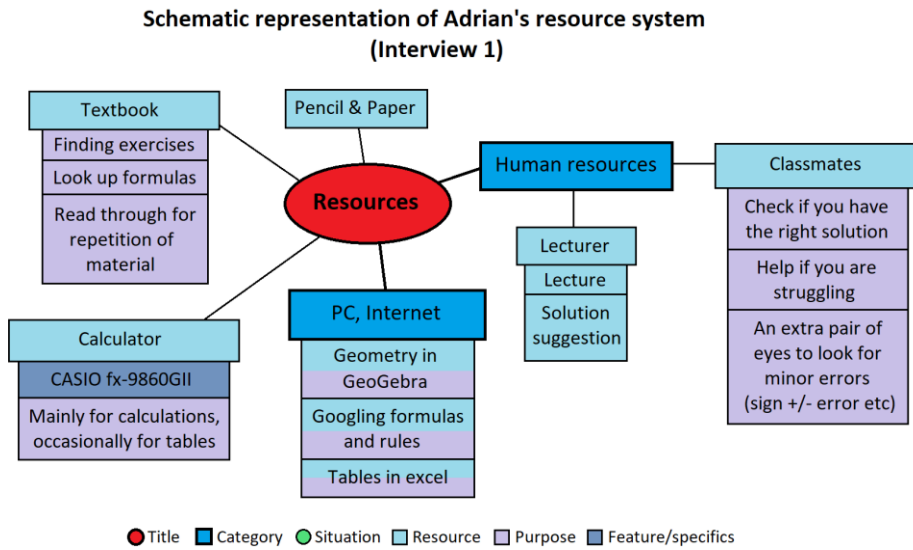 Schematic representation of Adrian's resource system
(Interview 1)
Textbook
Finding exercises
Look up formulas
Read through for
repetition of
material
Pencil & Paper
Resources
Human resources
Classmates
Check if you have
the right solution
Help if you are
struggling
An extra pair of
eyes to look for
minor errors
(sign +/- error etc)
Lecturer
Lecture
Solution
suggestion
Calculator
CASIO fx-9860GII
Mainly for calculations,
occasionally for tables
PC, Internet
Geometry in
GeoGebra
Googling formulas
and rules
Tables in excel
Title Category Situation Resource Purpose Feature/specifics